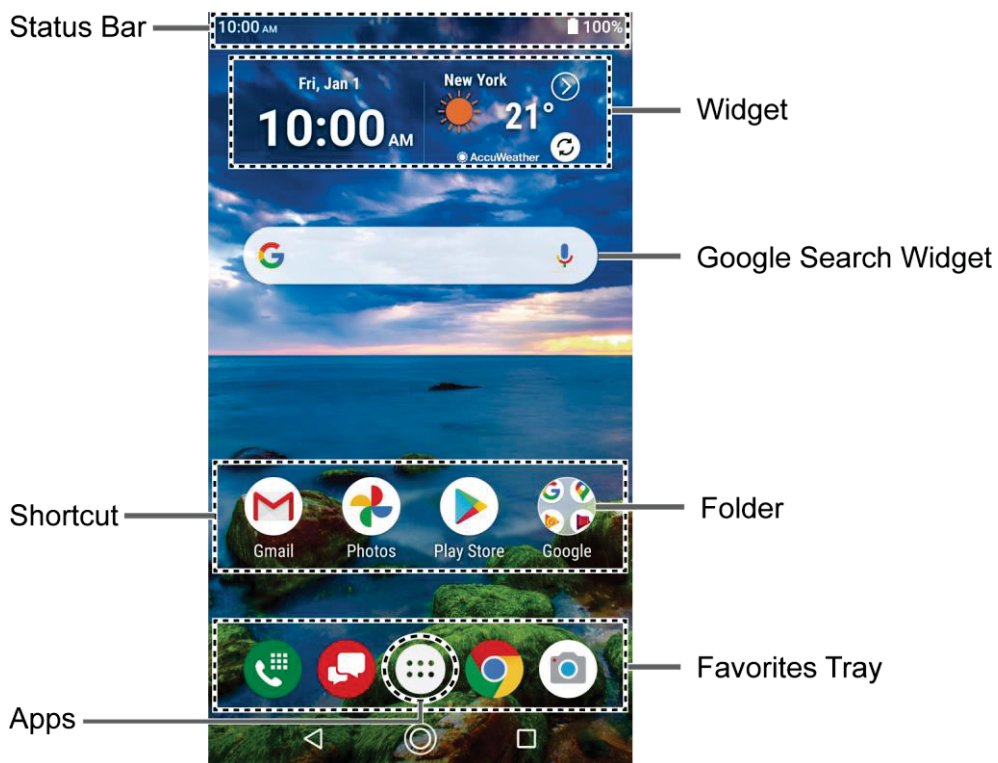 Status Bar
10:00 AM
100%
Fri, Jan 1
10:00 AM
New York
21°
AccuWeather
Widget
G
Google Search Widget
Shortcut
Gmail
Photos
Play Store
Google
Folder
Favorites Tray
Apps